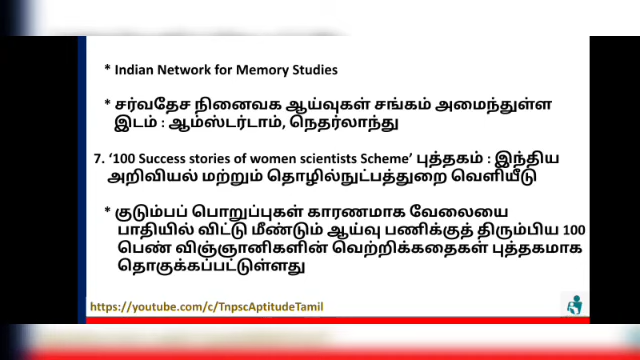 * Indian Network for Memory Studies
* சர்வதேச நினைவக ஆய்வுகள் சங்கம் அமைந்துள்ள
இடம் : ஆம்ஸ்டர்டாம், நெதர்லாந்து
7. ‘100 Success stories of women scientists Scheme’ புத்தகம் : இந்திய
அறிவியல் மற்றும் தொழில்நுட்பத்துறை வெளியீடு
* குடும்பப் பொறுப்புகள் காரணமாக வேலையை
பாதியில் விட்டு மீண்டும் ஆய்வு பணிக்குத் திரும்பிய 100
பெண் விஞ்ஞானிகளின் வெற்றிக்கதைகள் புத்தகமாக
தொகுக்கப்பட்டுள்ளது
https://youtube.com/c/TnpscAptitudeTamil